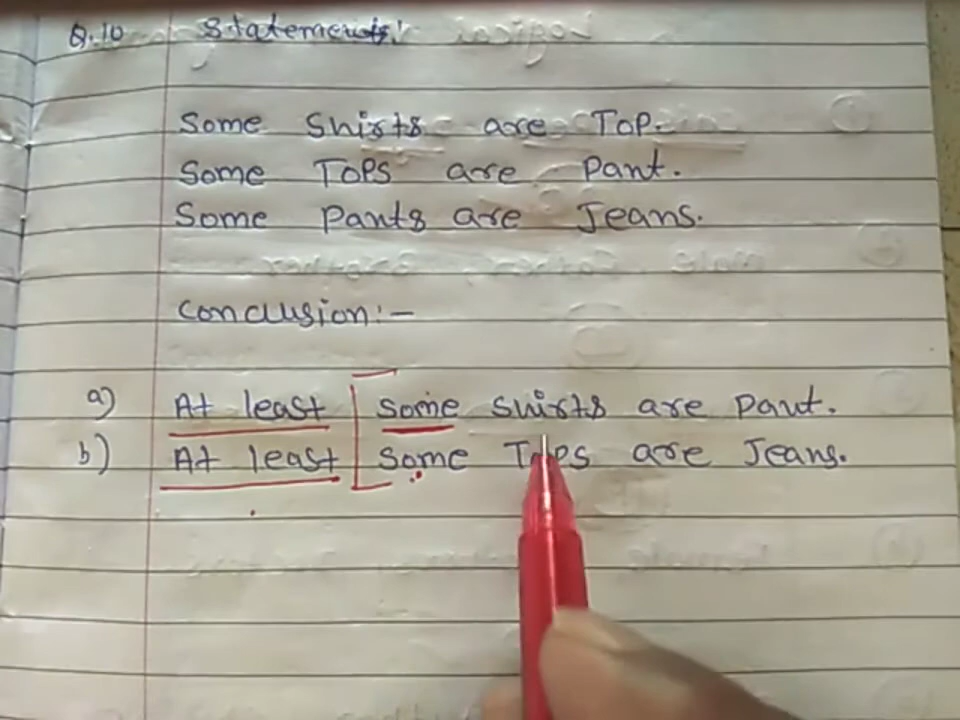 Q.10 Statements:
Some Shirts are Top.
Some Tops are Pant.
Some Pants are Jeans.
Conclusion:-
a) At least some shirts are Pant.
b) At least some Tops are Jeans.